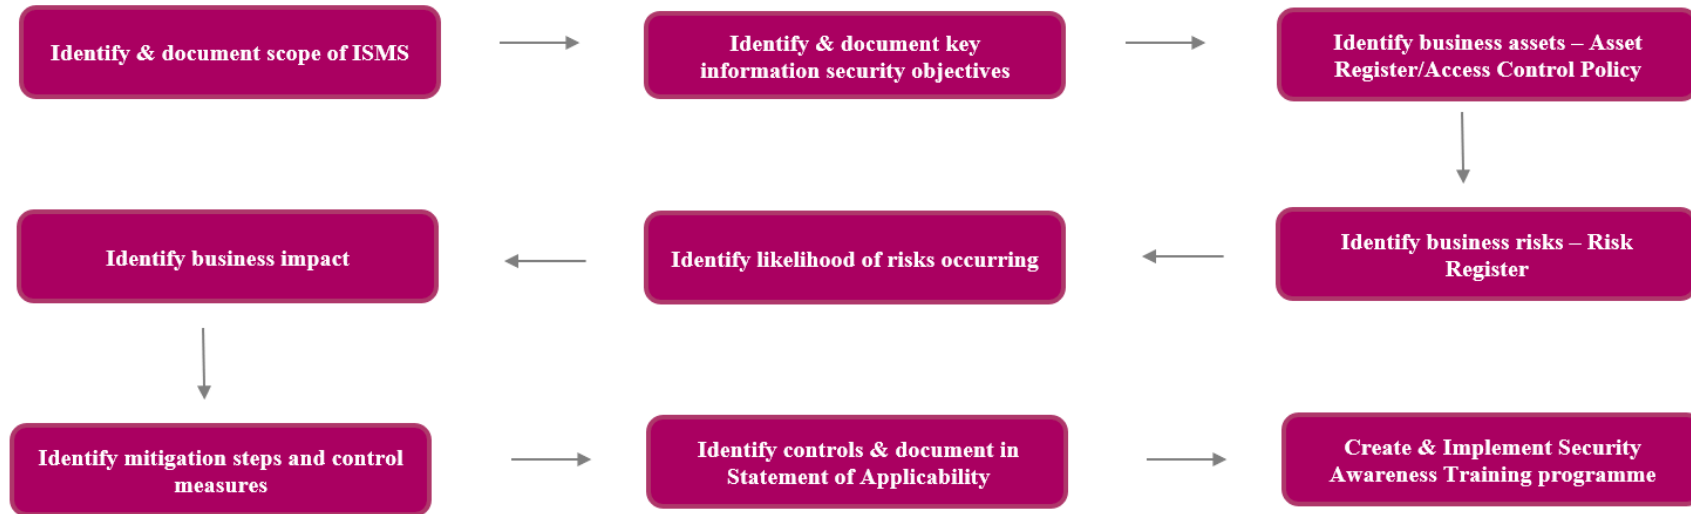 Identify & document scope of ISMS
Identify & document key
information security objectives
Identify business assets – Asset
Register/Access Control Policy
Identify business risks – Risk
Register
Identify likelihood of risks occurring
Identify business impact
Identify mitigation steps and control
measures
Identify controls & document in
Statement of Applicability
Create & Implement Security
Awareness Training programme